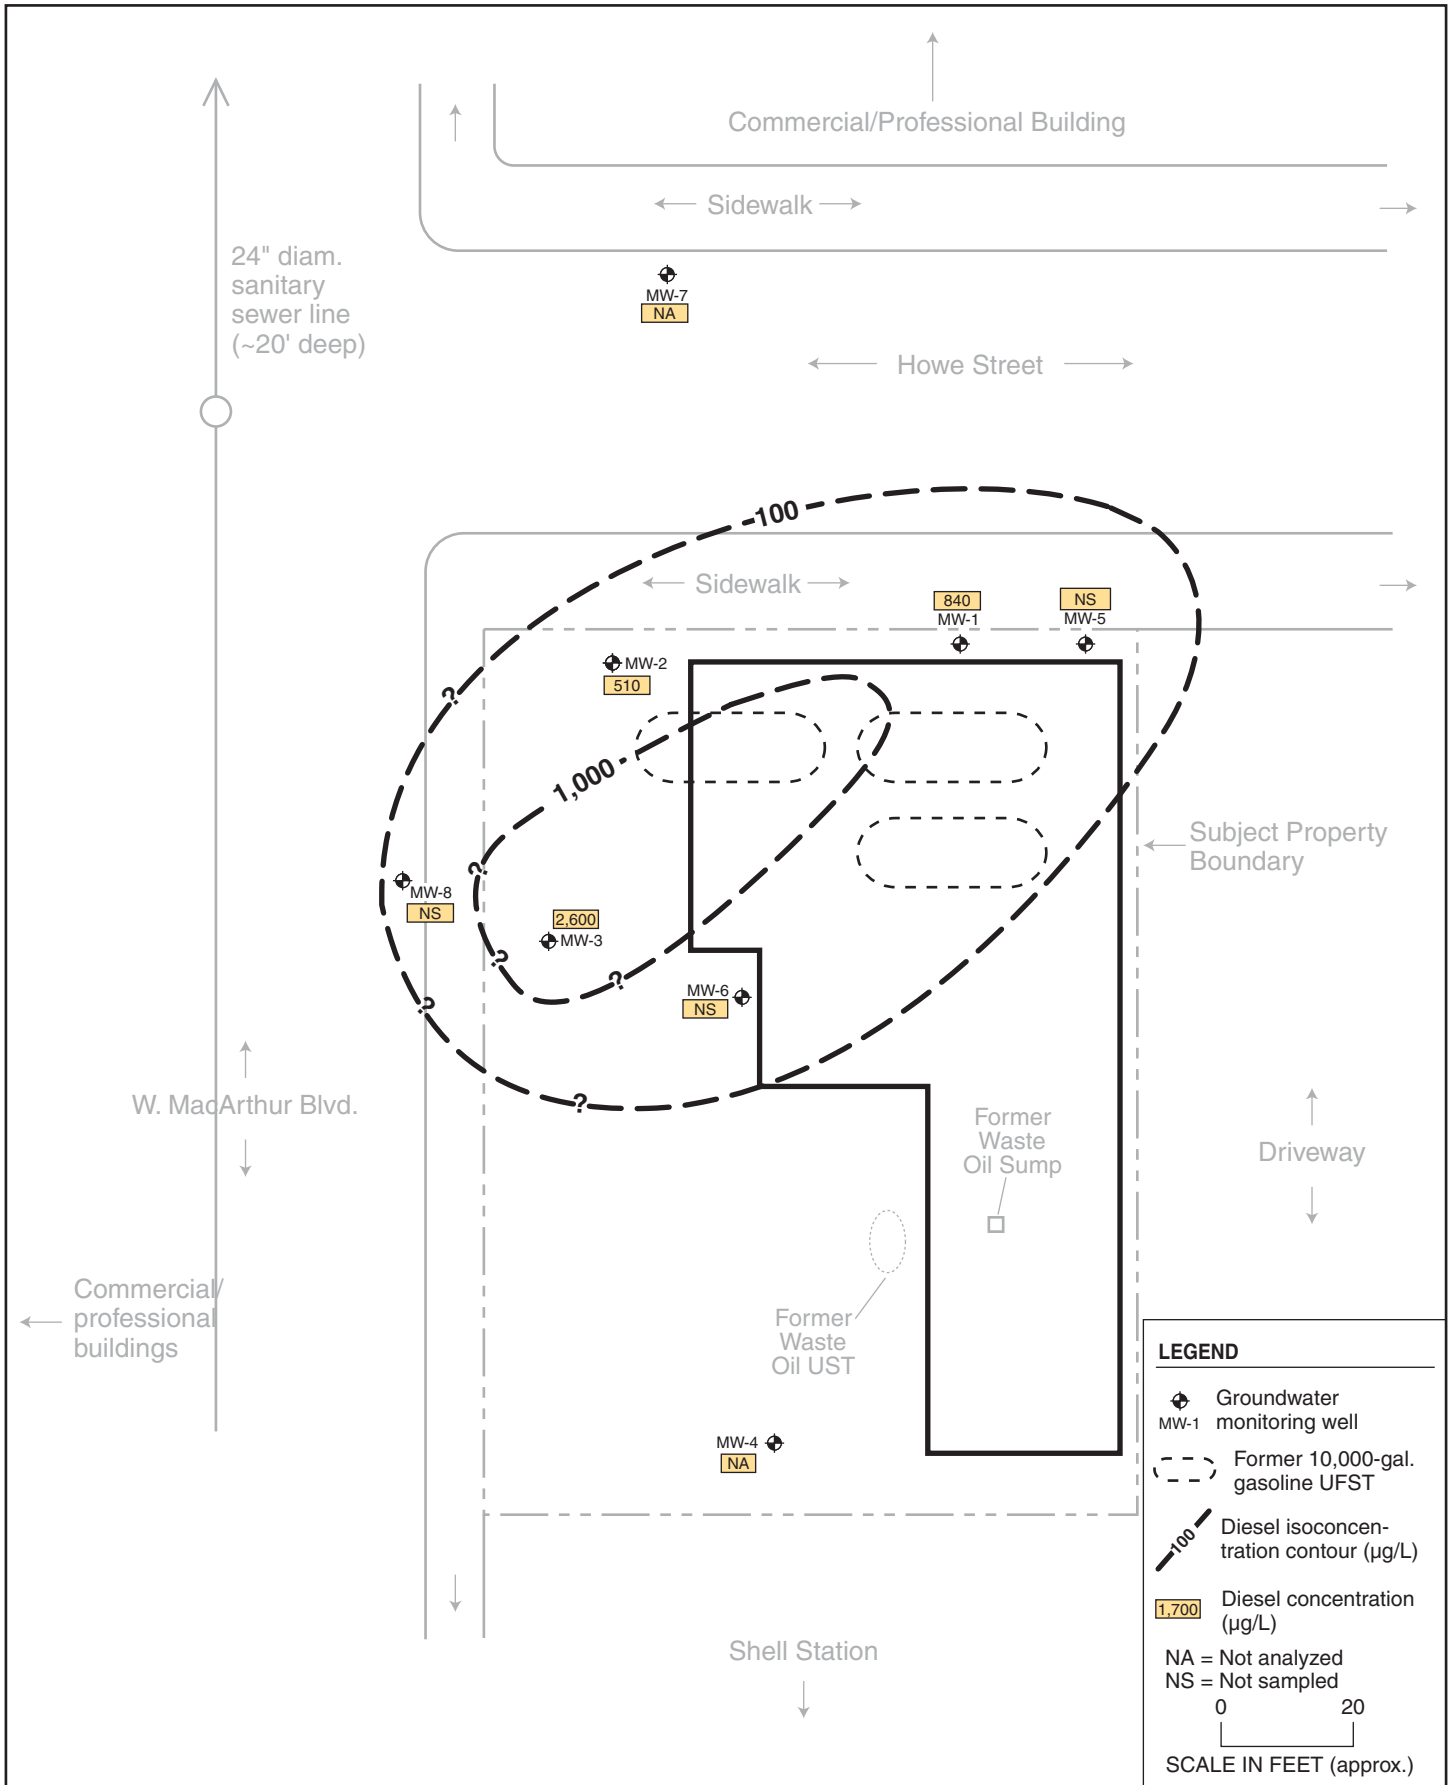 Commercial/Professional Building
Sidewalk
24" diam.
sanitary
sewer line
(~20' deep)
MW-7
NA
Howe Street
100
Sidewalk
840
MW-1
NS
MW-5
MW-2
510
?
1,000
Subject Property
Boundary
?
MW-8
NS
2,600
MW-3
?
?
MW-6
NS
?
?
W. MacArthur Blvd.
Former
Waste
Oil Sump
Driveway
Commercial/
professional
buildings
Former
Waste
Oil UST
MW-4
NA
Shell Station
LEGEND
MW-1
Groundwater
monitoring well
Former 10,000-gal.
gasoline UFST
100
Diesel isoconcen-
tration contour (µg/L)
1,700
Diesel concentration
(µg/L)
NA = Not analyzed
NS = Not sampled
0 20
SCALE IN FEET (approx.)